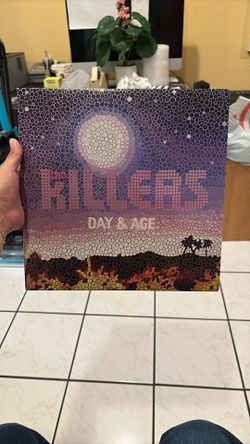 the
KILLERS
DAY & AGE